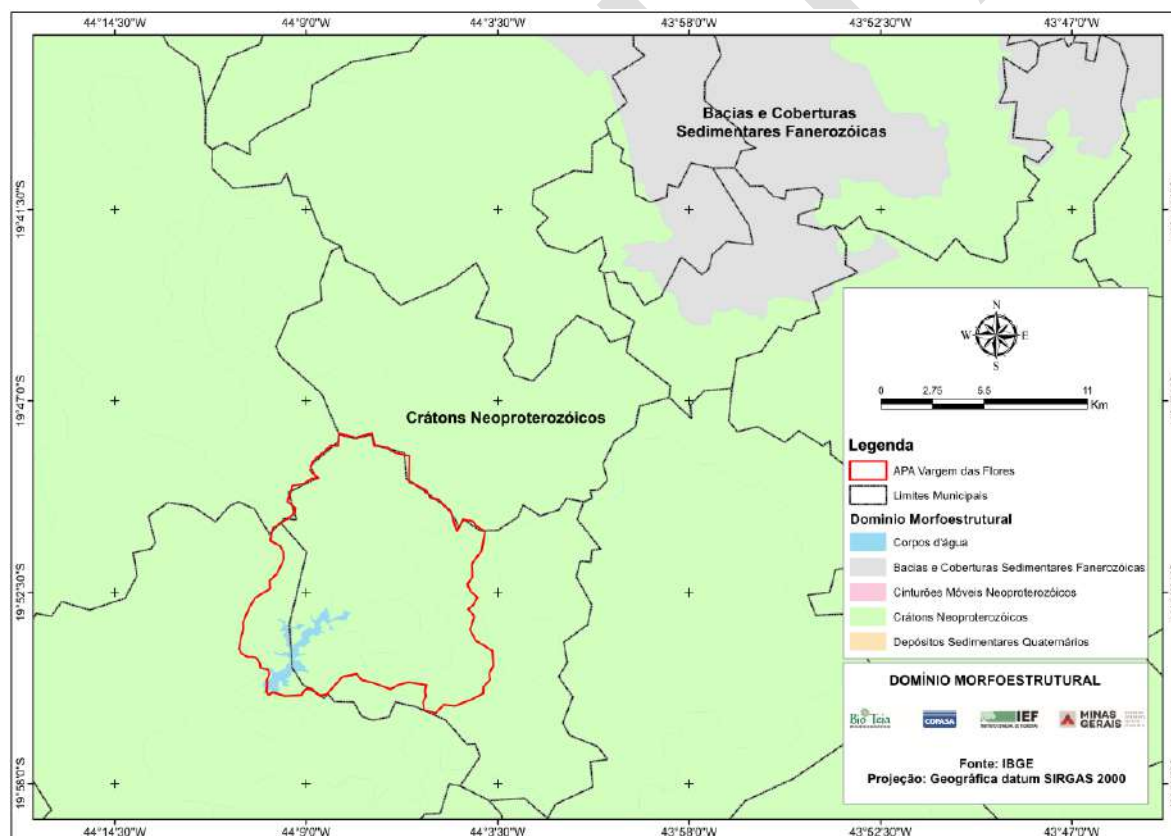 44°14'30"W 44°9'0"W 44°3'30"W 43°58'0"W 43°52'30"W 43°47'0"W
Bacias e Coberturas
Sedimentares Fanerozóicas
19°41'30"S
N
W E
S
0 2.75 5.5 11
Km
19°47'0"S
Crátons Neoproterozóicos
Legenda
APA Vargem das Flores
Limites Municipais
Domínio Morfoestrutural
Corpos d'água
Bacias e Coberturas Sedimentares Fanerozóicas
Cinturões Móveis Neoproterozóicos
Crátons Neoproterozóicos
Depósitos Sedimentares Quaternários
19°52'30"S
DOMÍNIO MORFOESTRUTURAL
Bio Teia COPASA IEF MINAS GERAIS
Fonte: IBGE
Projeção: Geográfica datum SIRGAS 2000
19°58'0"S
44°14'30"W 44°9'0"W 44°3'30"W 43°58'0"W 43°52'30"W 43°47'0"W